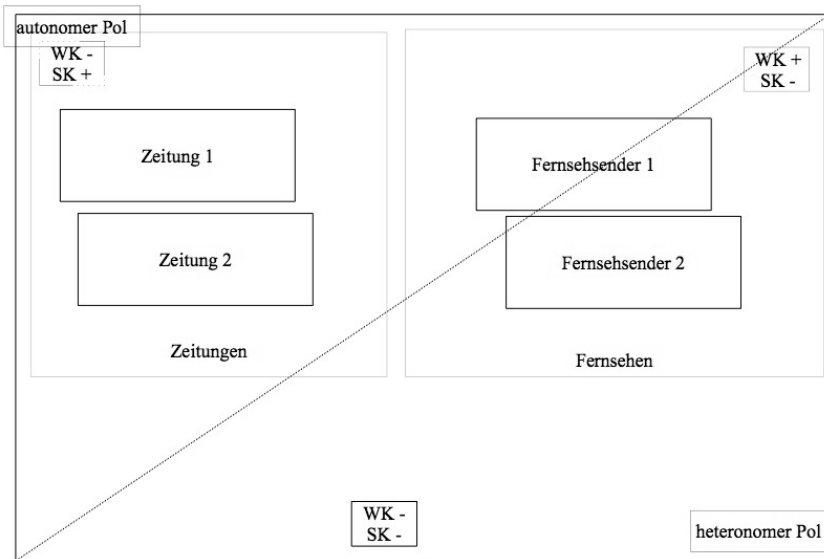 autonomer Pol
WK -
SK +
WK +
SK -
Zeitung 1
Fernsehsender 1
Zeitung 2
Fernsehsender 2
Zeitungen
Fernsehen
WK -
SK -
heteronomer Pol